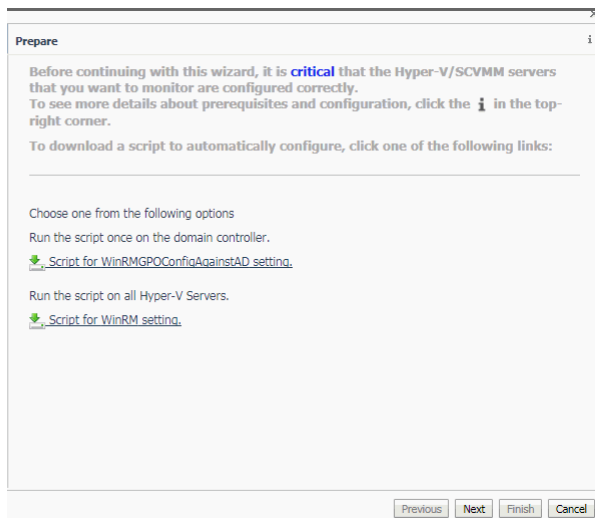 Prepare
Before continuing with this wizard, it is critical that the Hyper-V/SCVMM servers
that you want to monitor are configured correctly.
To see more details about prerequisites and configuration, click the i in the top-
right corner.
To download a script to automatically configure, click one of the following links:
Choose one from the following options
Run the script once on the domain controller.
Script for WinRMGPOConfigAgainstAD setting.
Run the script on all Hyper-V Servers.
Script for WinRM setting.
Previous Next Finish Cancel